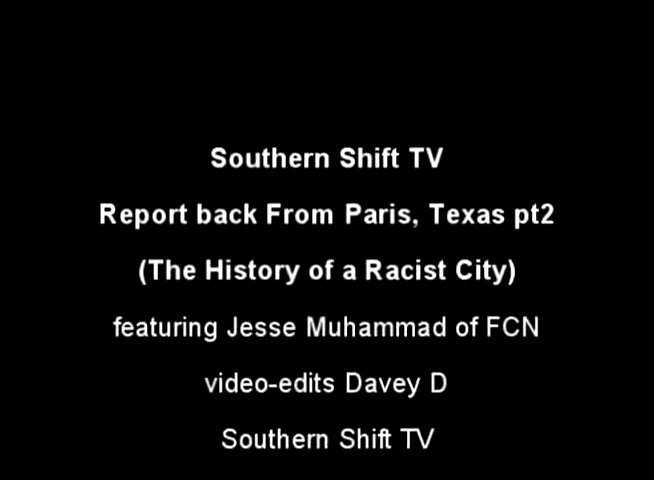 Southern Shift TV
Report back From Paris, Texas pt2
(The History of a Racist City)
featuring Jesse Muhammad of FCN
video-edits Davey D
Southern Shift TV